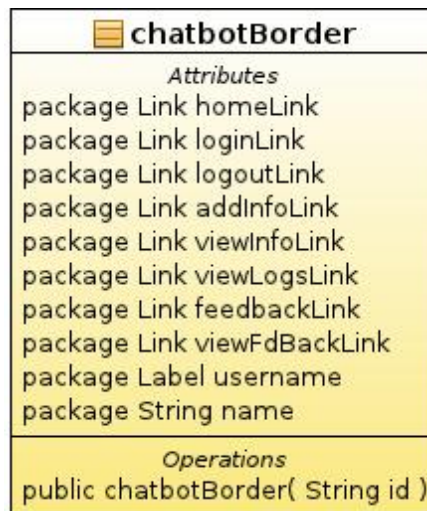 chatbotBorder
Attributes
package Link homeLink
package Link loginLink
package Link logoutLink
package Link addInfoLink
package Link viewInfoLink
package Link viewLogsLink
package Link feedbackLink
package Link viewFdBackLink
package Label username
package String name
Operations
public chatbotBorder( String id )